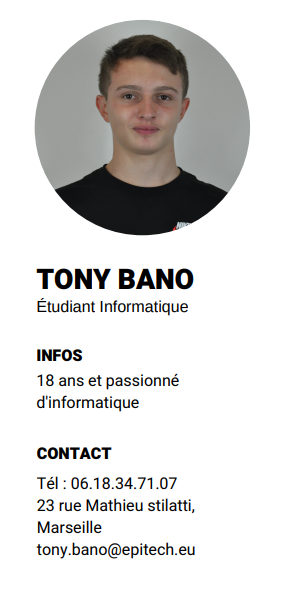 TONY BANO
Étudiant Informatique
INFOS
18 ans et passionné
d'informatique
CONTACT
Tél : 06.18.34.71.07
23 rue Mathieu stilatti,
Marseille
tony.bano@epitech.eu